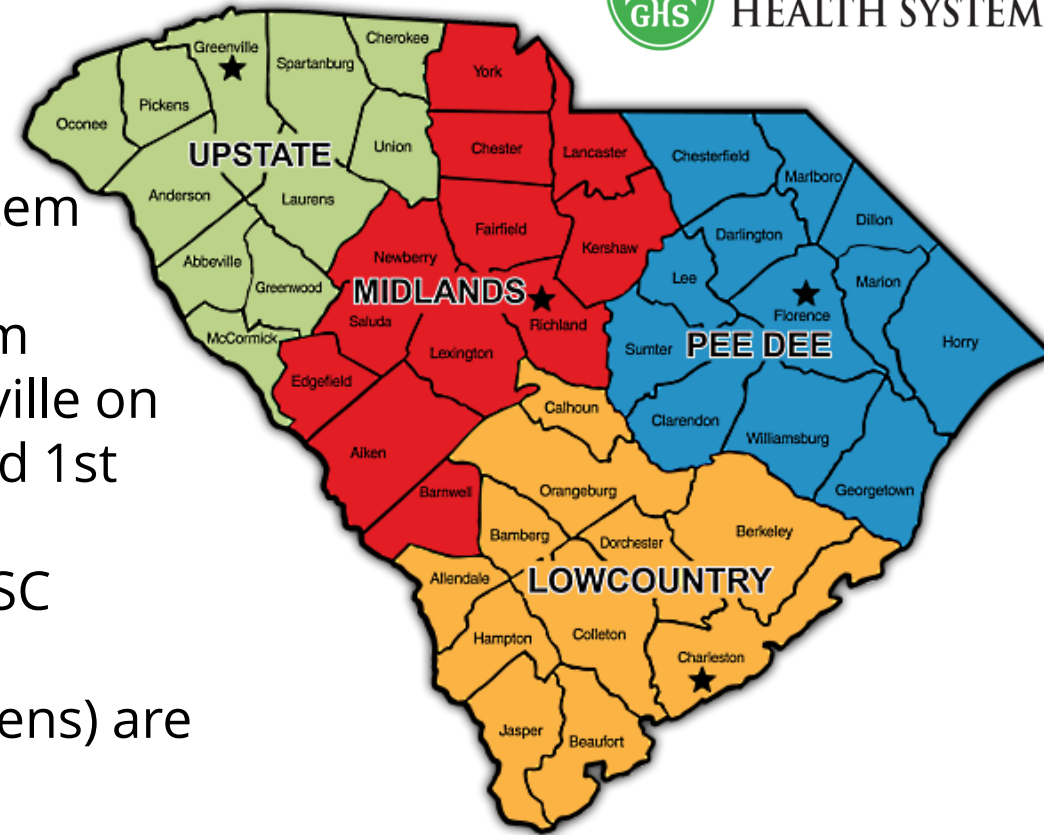 GHS
HEALTH SYSTEM
Cherokee
Greenville
Spartanburg
York
Pickens
Oconee
Union
Chester
Lancaster
Chesterfield
UPSTATE
Marlboro
Anderson
Laurens
em
Dillon
Fairfield
Darlington
Kershaw
Newberry
Abbeville
Lee
Marion
Greenwood
MIDLANDS
Florence
Richland
Saluda
McCormick
m
Lexington
Sumter
PEE DEE
Horry
Edgefield
ville on
Calhoun
Clarendon
Williamsburg
Aiken
d 1st
Barnwell
Orangeburg
Georgetown
Bamberg
Dorchester
Berkeley
Allendale
LOWCOUNTRY
SC
Hampton
Colleton
Charleston
ens) are
Jasper
Beaufort